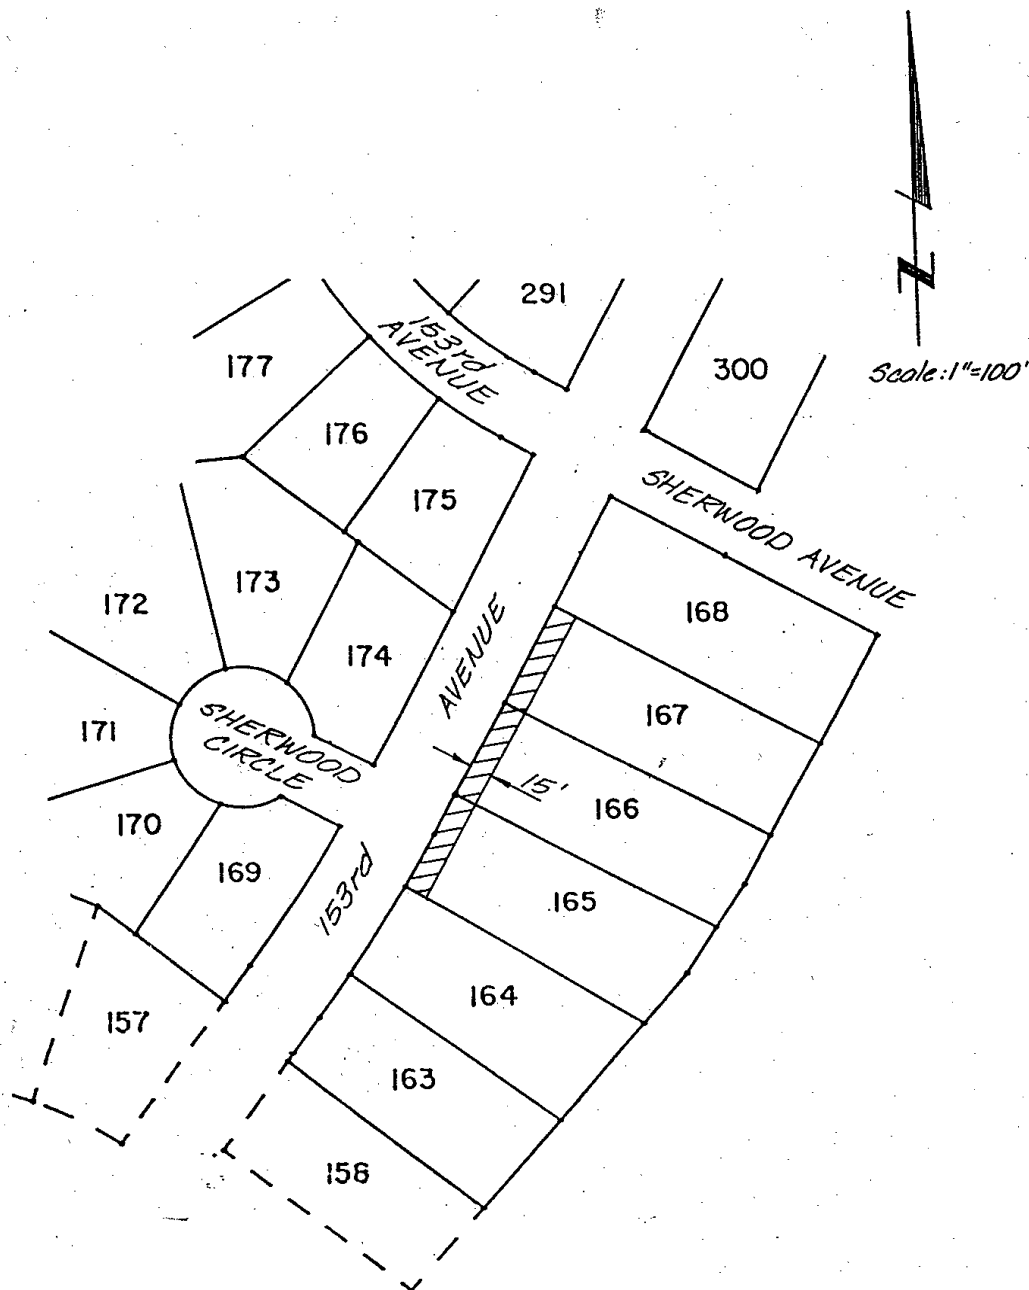 N
Scale:1"=100'
291
153rd
AVENUE
177
300
176
175
SHERWOOD AVENUE
173
172
168
AVENUE
174
167
171
SHERWOOD
CIRCLE
15'
166
170
169
153rd
165
164
157
163
158